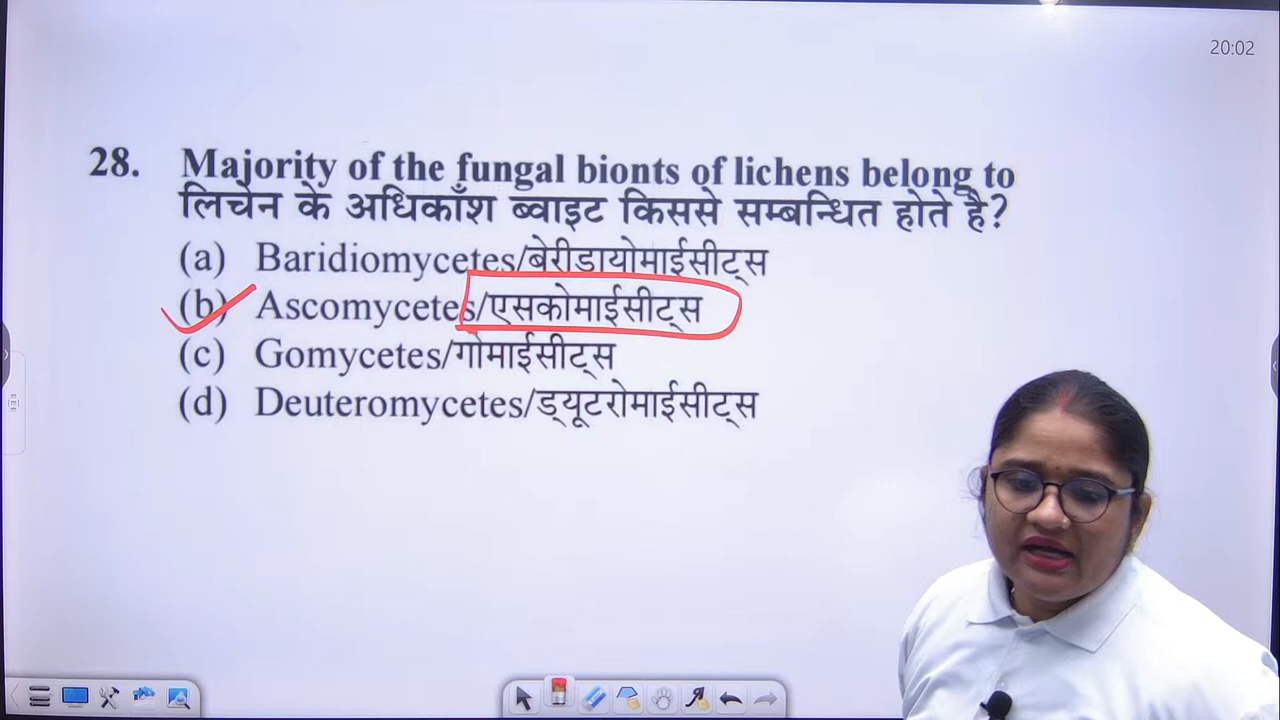 20:02
28. Majority of the fungal bionts of lichens belong to
लिचेन कें अधिकाँश ब्वाइट किससे सम्बन्धित होते है?
(a) Baridiomycetes/बेरीडायोमाईसीट्स
(b) Ascomycetes/एसकोमाईसीट्स
(c) Gomycetes/गोमाईसीट्स
(d) Deuteromycetes/ड्यूटरोमाईसीट्स